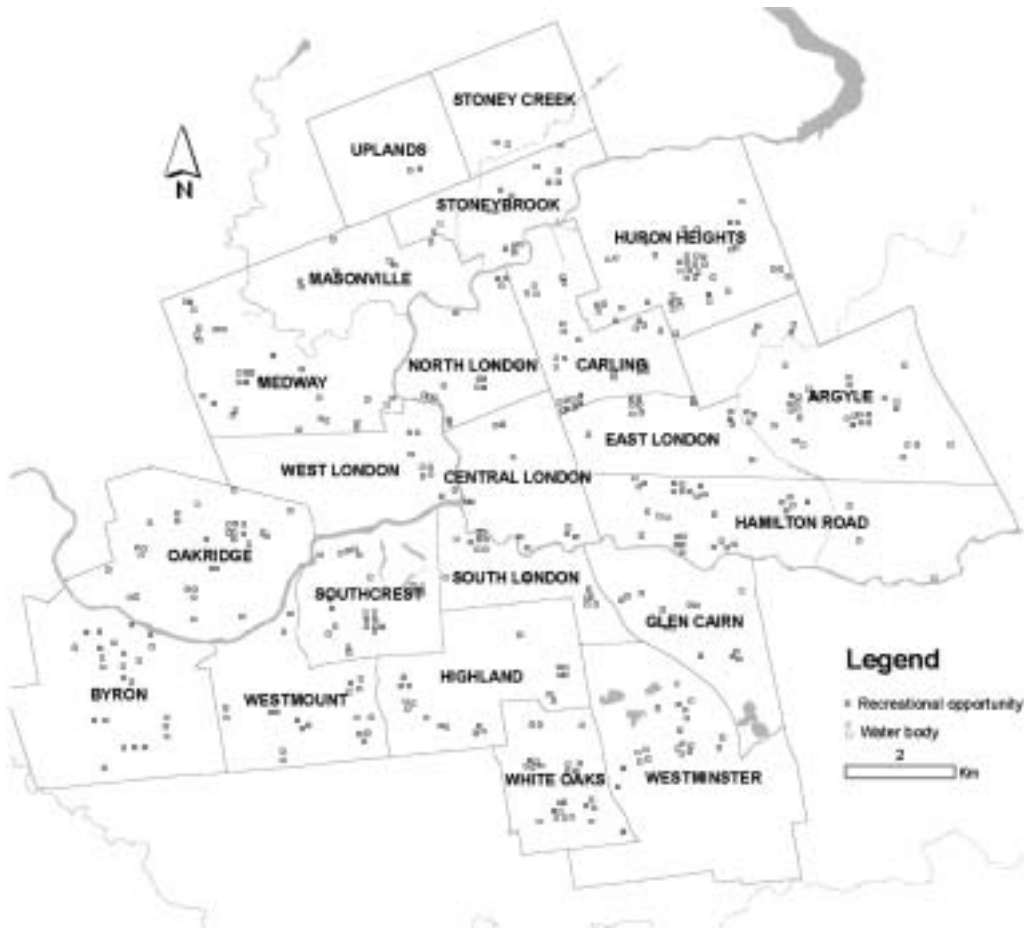 STONEY CREEK
UPLANDS
N
STONEYBROOK
HURON HEIGHTS
MASONVILLE
NORTH LONDON
CARLING
MEDWAY
ARGYLE
EAST LONDON
WEST LONDON
CENTRAL LONDON
HAMILTON ROAD
OAKRIDGE
SOUTH LONDON
SOUTHCREST
GLEN CAIRN
HIGHLAND
BYRON
WESTMOUNT
WHITE OAKS
WESTMINSTER
Legend
Recreational opportunity
Water body
2
Km